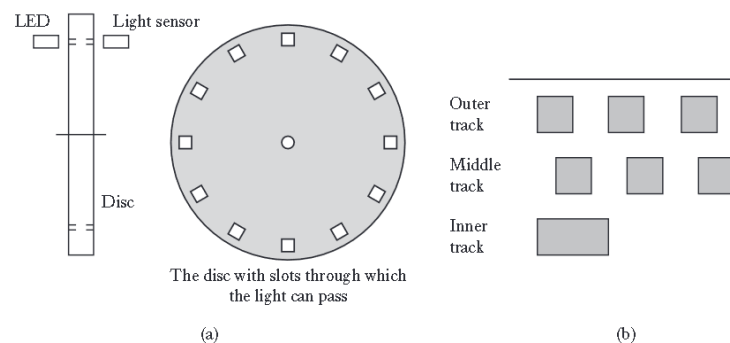 LED
Light sensor
Disc
The disc with slots through which
the light can pass
(a)
Outer
track
Middle
track
Inner
track
(b)